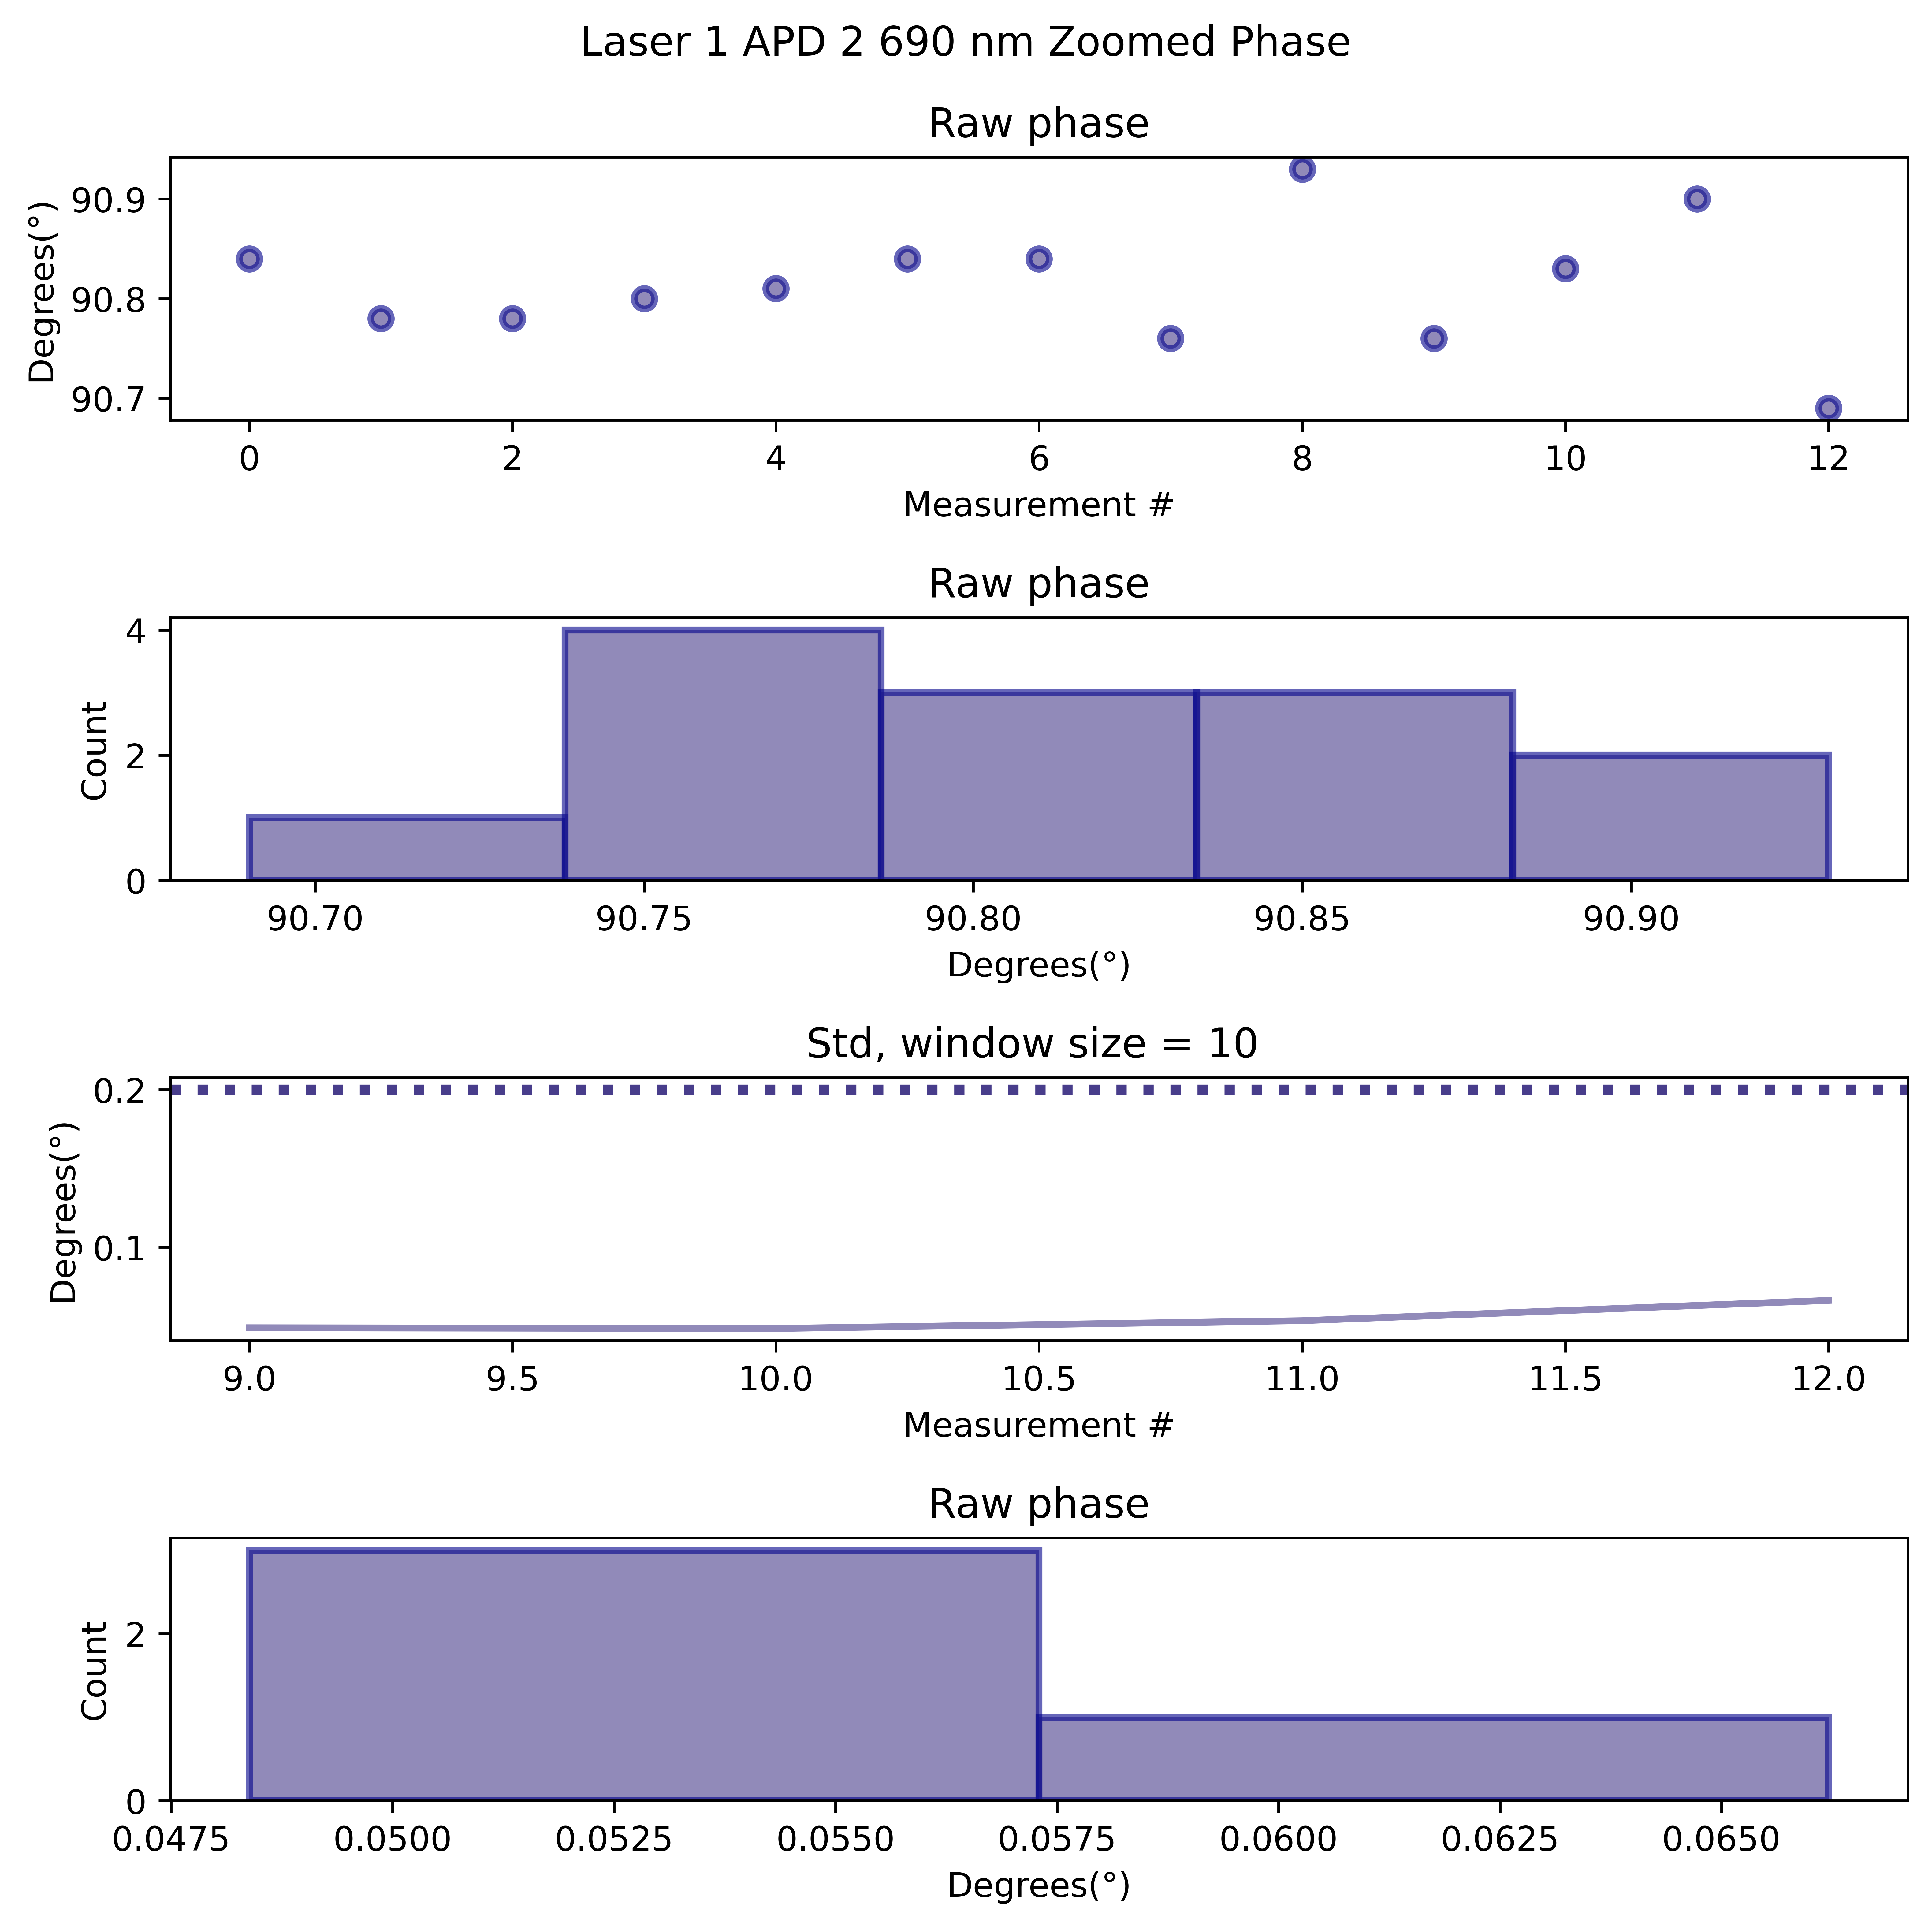 Laser 1 APD 2 690 nm Zoomed Phase
Raw phase
Degrees(°)
90.9
90.8
90.7
0 2 4 6 8 10 12
Measurement #
Raw phase
Count
4
2
0
90.70 90.75 90.80 90.85 90.90
Degrees(°)
Std, window size = 10
Degrees(°)
0.2
0.1
9.0 9.5 10.0 10.5 11.0 11.5 12.0
Measurement #
Raw phase
Count
2
0
0.0475 0.0500 0.0525 0.0550 0.0575 0.0600 0.0625 0.0650
Degrees(°)